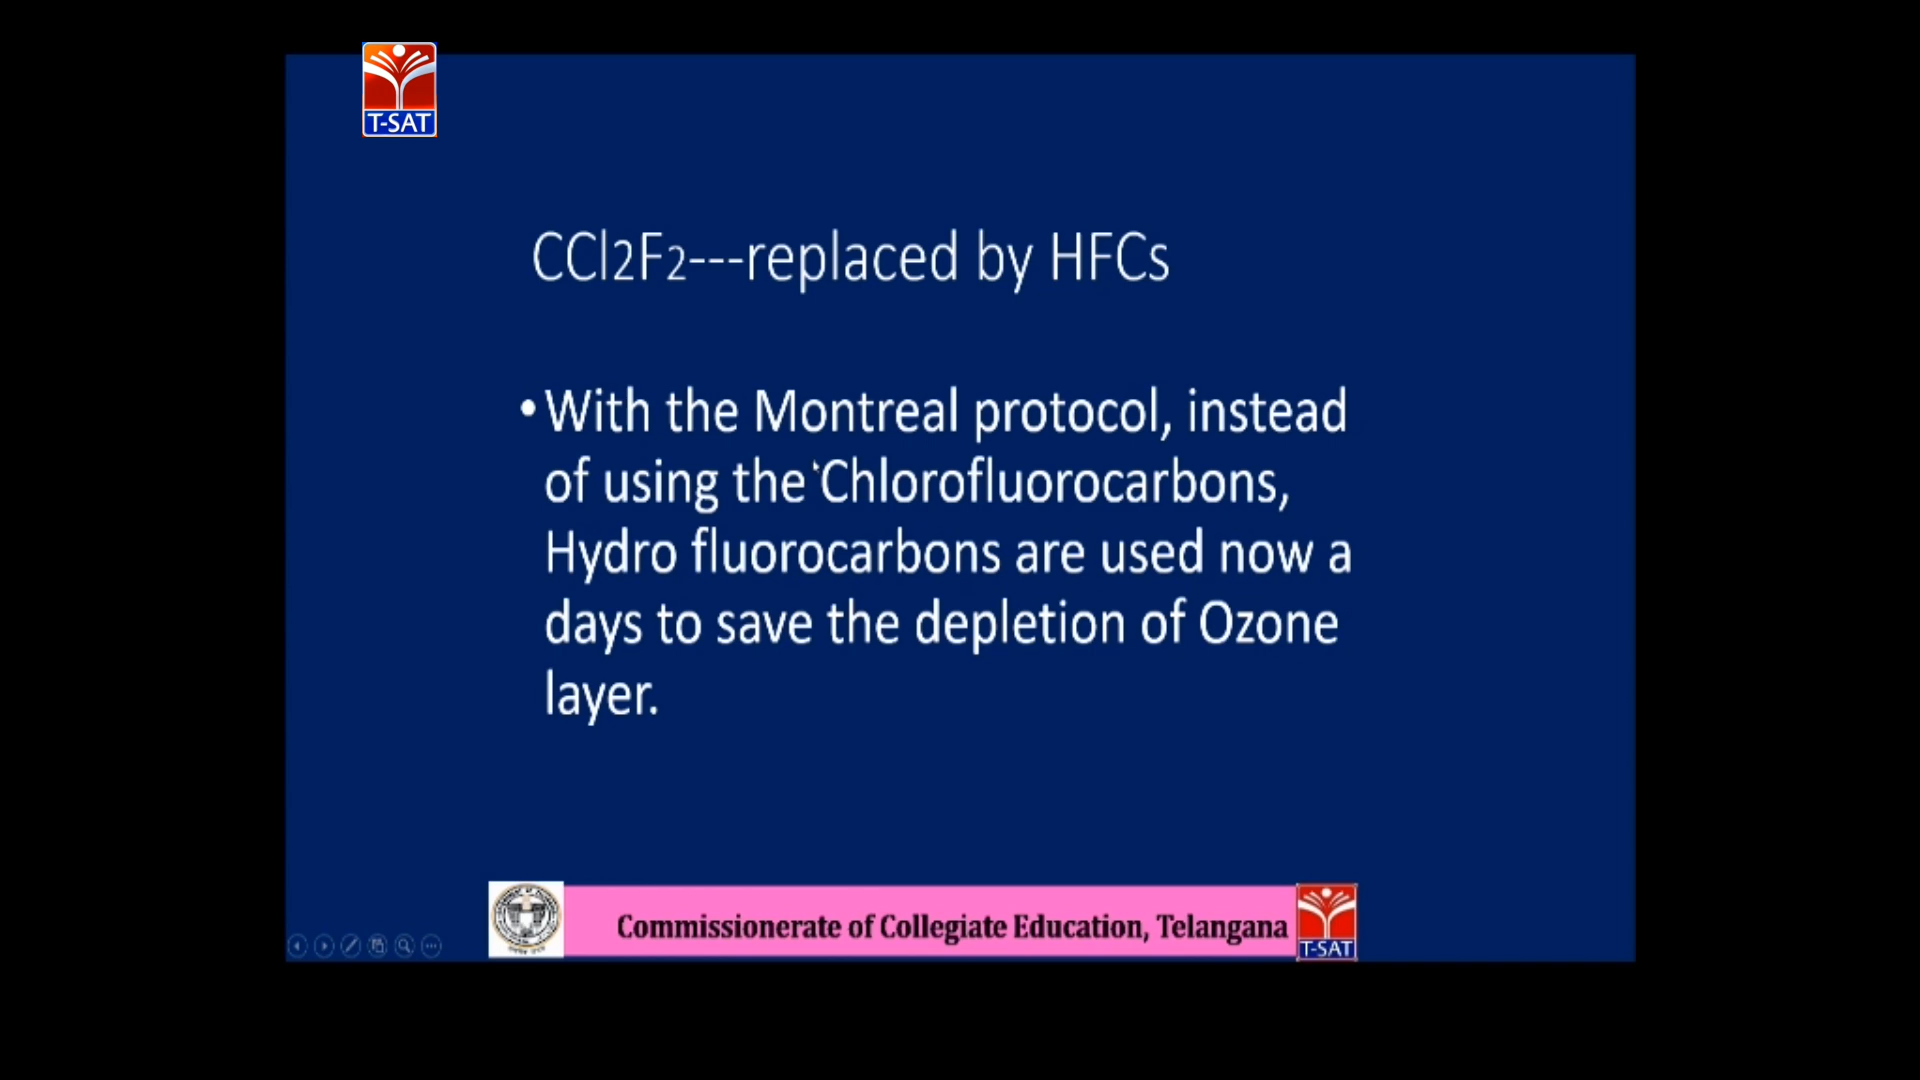 T-SAT
CCl2F2---replaced by HFCs
• With the Montreal protocol, instead
of using the Chlorofluorocarbons,
Hydro fluorocarbons are used now a
days to save the depletion of Ozone
layer.
Commissionerate of Collegiate Education, Telangana
T-SAT